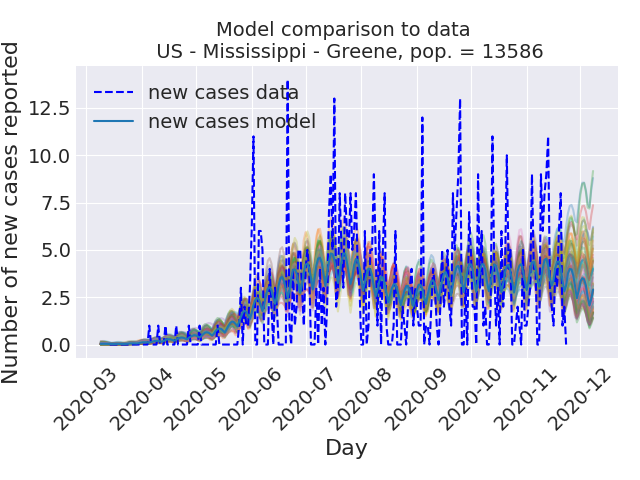 Model comparison to data
US - Mississippi - Greene, pop. = 13586
new cases data
new cases model
Number of new cases reported
12.5
10.0
7.5
5.0
2.5
0.0
2020-03
2020-04
2020-05
2020-06
2020-07
2020-08
2020-09
2020-10
2020-11
2020-12
Day